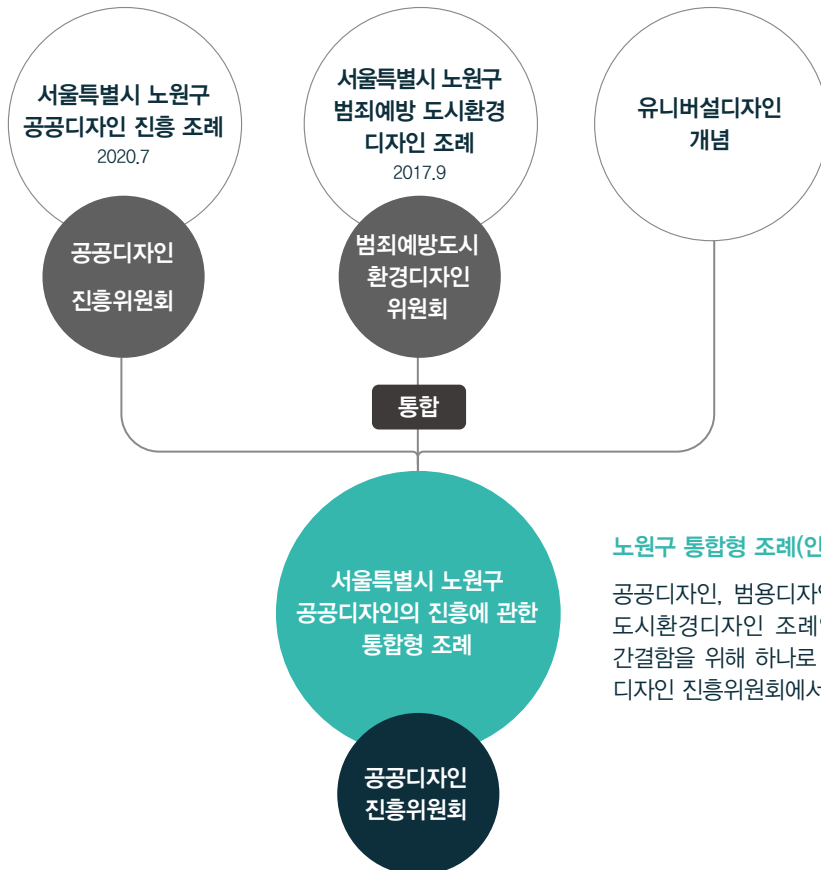 서울특별시 노원구
공공디자인 진흥 조례
2020.7
공공디자인
진흥위원회
서울특별시 노원구
범죄예방 도시환경
디자인 조례
2017.9
범죄예방도시
환경디자인
위원회
유니버설디자인
개념
통합
서울특별시 노원구
공공디자인의 진흥에 관한
통합형 조례
공공디자인
진흥위원회
노원구 통합형 조례(안
공공디자인, 범용디자인
도시환경디자인 조례
간결함을 위해 하나로
디자인 진흥위원회에서